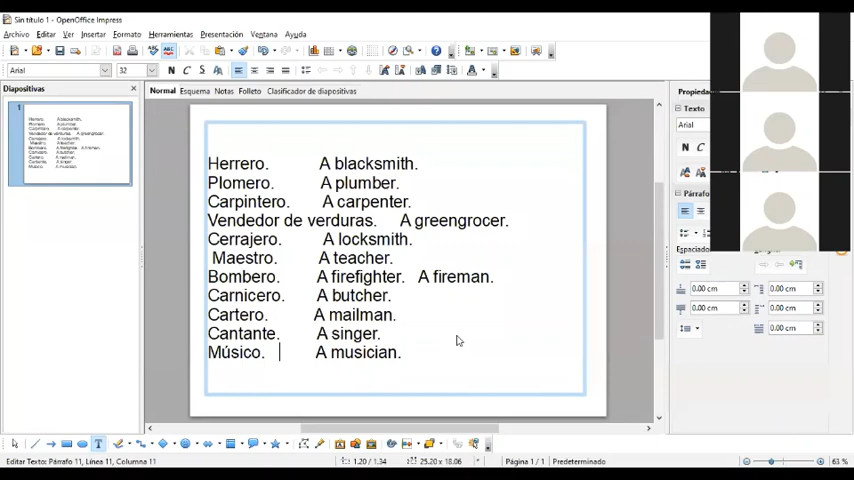 Sin título 1 - OpenOffice Impress
Archivo Editar Ver Insertar Formato Herramientas Presentación Ventana Ayuda
Arial 32
Diapositivas
Normal Esquema Notas Folleto Clasificador de diapositivas
Propieda
Texto
Arial
1
Herrero. A blacksmith.
Plomero. A plumber.
Carpintero. A carpenter.
Vendedor de verduras. A greengrocer.
Cerrajero. A locksmith.
Maestro. A teacher.
Bombero. A firefighter. A fireman.
Carnicero. A butcher.
Cartero. A mailman.
Cantante. A singer.
Músico. A musician.
Párrafo
Espaciado
0.00 cm 0.00 cm
0.00 cm 0.00 cm
0.00 cm
Editar Texto: Párrafo 11, Línea 11, Columna 11 1.20 / 1.34 25.20 x 18.06 * Página 1 / 1 Predeterminado 63 %